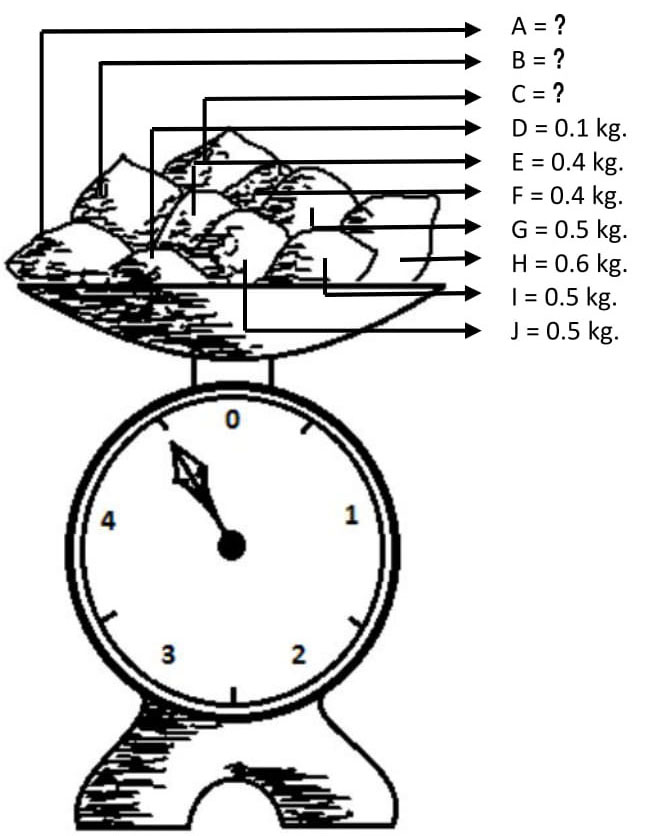 A = ?
B = ?
C = ?
D = 0.1 kg.
E = 0.4 kg.
F = 0.4 kg.
G = 0.5 kg.
H = 0.6 kg.
I = 0.5 kg.
J = 0.5 kg.
0
4 1
3 2